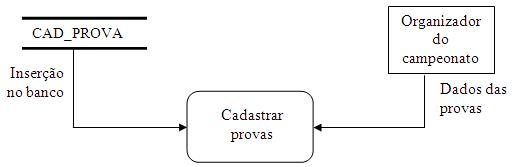 CAD_PROVA
Inserção
no banco
Organizador
do
campeonato
Dados das
provas
Cadastrar
provas